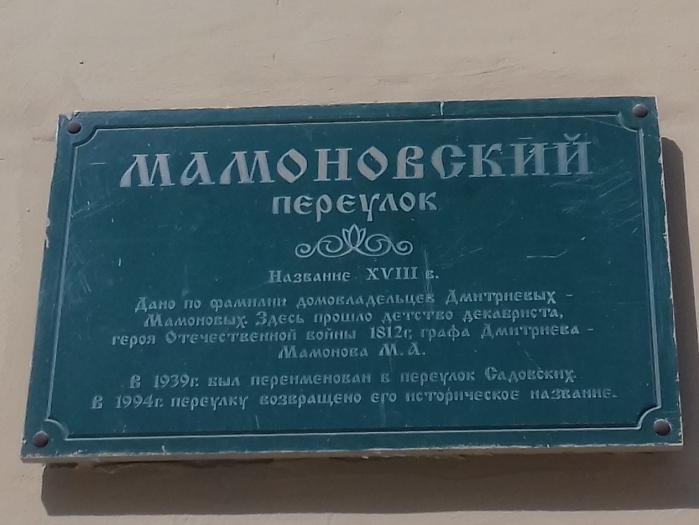 МАМОНОВСКИЙ
ПЕРЕУЛОК
Название XVIII в.
Дано по фамилии домовладельцев Дмитриевых -
Мамоновых. Здесь прошло детство декабриста,
героя Отечественной войны 1812г, графа Дмитриева -
Мамонова М.А.
В 1939г. был переименован в переулок Садовских.
В 1994г. переулку возвращено его историческое название.